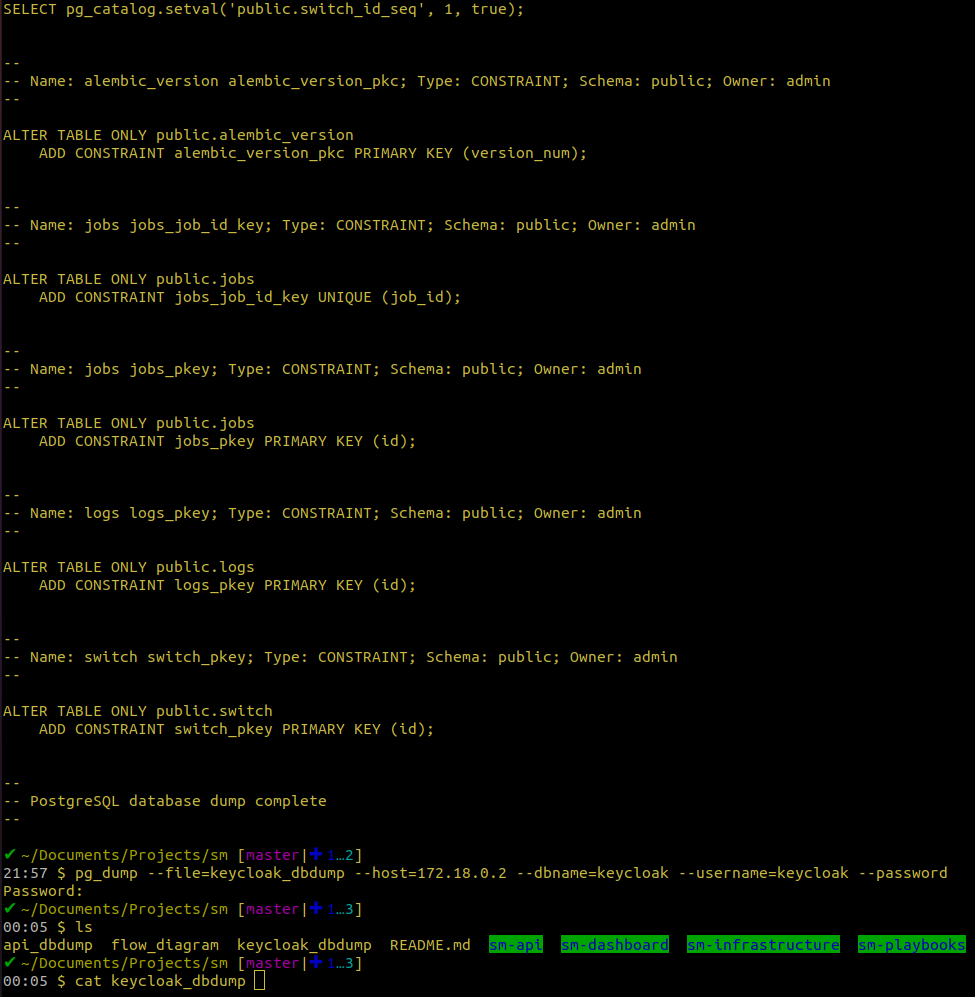 SELECT pg_catalog.setval('public.switch_id_seq', 1, true);
--
-- Name: alembic_version alembic_version_pkc; Type: CONSTRAINT; Schema: public; Owner: admin
--
ALTER TABLE ONLY public.alembic_version
    ADD CONSTRAINT alembic_version_pkc PRIMARY KEY (version_num);
--
-- Name: jobs jobs_job_id_key; Type: CONSTRAINT; Schema: public; Owner: admin
--
ALTER TABLE ONLY public.jobs
    ADD CONSTRAINT jobs_job_id_key UNIQUE (job_id);
--
-- Name: jobs jobs_pkey; Type: CONSTRAINT; Schema: public; Owner: admin
--
ALTER TABLE ONLY public.jobs
    ADD CONSTRAINT jobs_pkey PRIMARY KEY (id);
--
-- Name: logs logs_pkey; Type: CONSTRAINT; Schema: public; Owner: admin
--
ALTER TABLE ONLY public.logs
    ADD CONSTRAINT logs_pkey PRIMARY KEY (id);
--
-- Name: switch switch_pkey; Type: CONSTRAINT; Schema: public; Owner: admin
--
ALTER TABLE ONLY public.switch
    ADD CONSTRAINT switch_pkey PRIMARY KEY (id);
--
-- PostgreSQL database dump complete
--
✔ ~/Documents/Projects/sm [master|✚ 1…2]
21:57 $ pg_dump --file=keycloak_dbdump --host=172.18.0.2 --dbname=keycloak --username=keycloak --password
Password:
✔ ~/Documents/Projects/sm [master|✚ 1…3]
00:05 $ ls
api_dbdump  flow_diagram  keycloak_dbdump  README.md  sm-api  sm-dashboard  sm-infrastructure  sm-playbooks
✔ ~/Documents/Projects/sm [master|✚ 1…3]
00:05 $ cat keycloak_dbdump